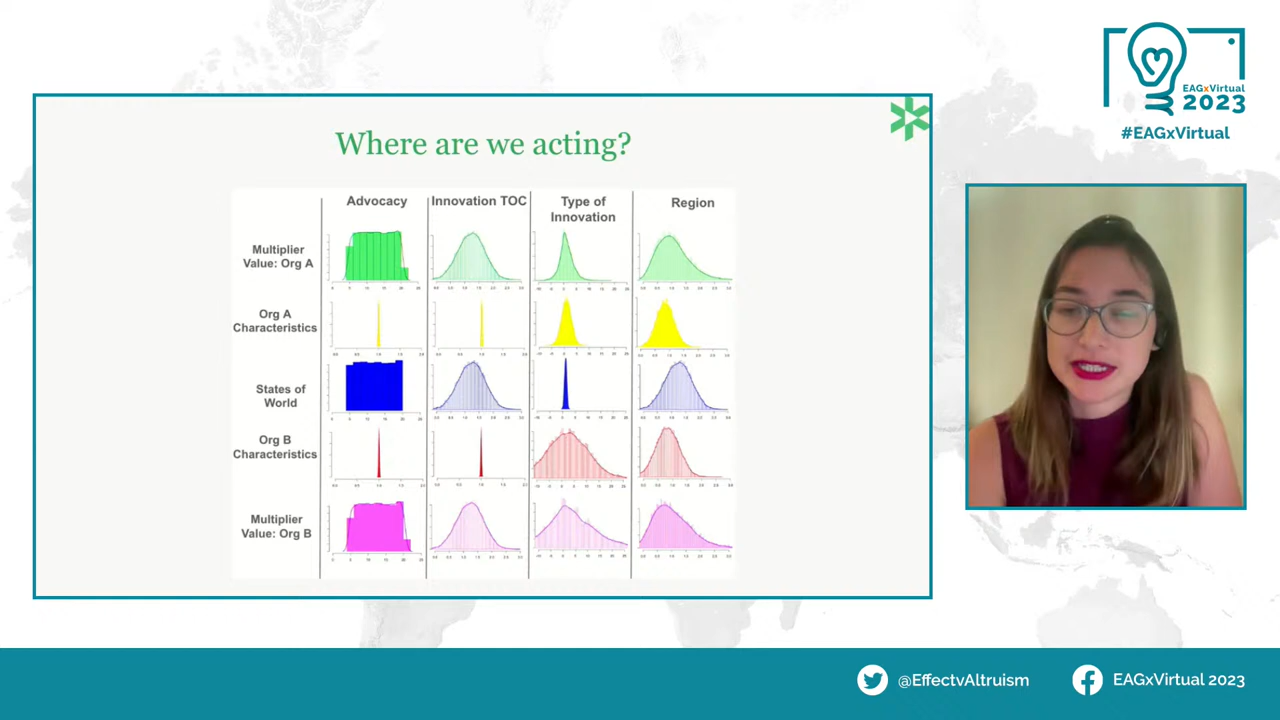 EAGxVirtual
2023
#EAGxVirtual
Where are we acting?
Advocacy
Innovation TOC
Type of
Innovation
Region
Multiplier
Value: Org A
Org A
Characteristics
States of
World
Org B
Characteristics
Multiplier
Value: Org B
@EffectvAltruism
EAGxVirtual 2023